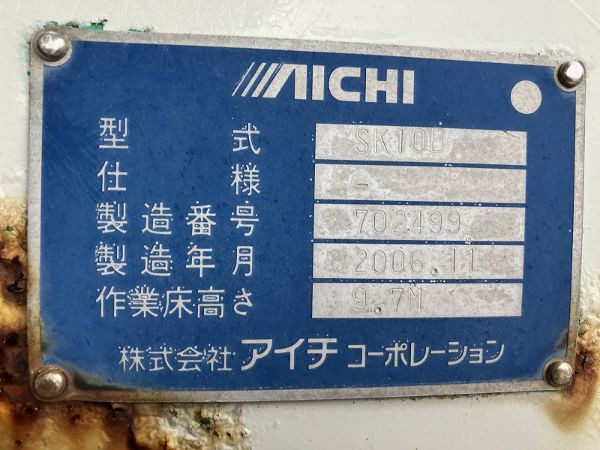 AICHI
型式 SK10B
仕様 -
製造番号 702499
製造年月 2006.11
作業床高さ 9.7M
株式会社 アイチ コーポレーション